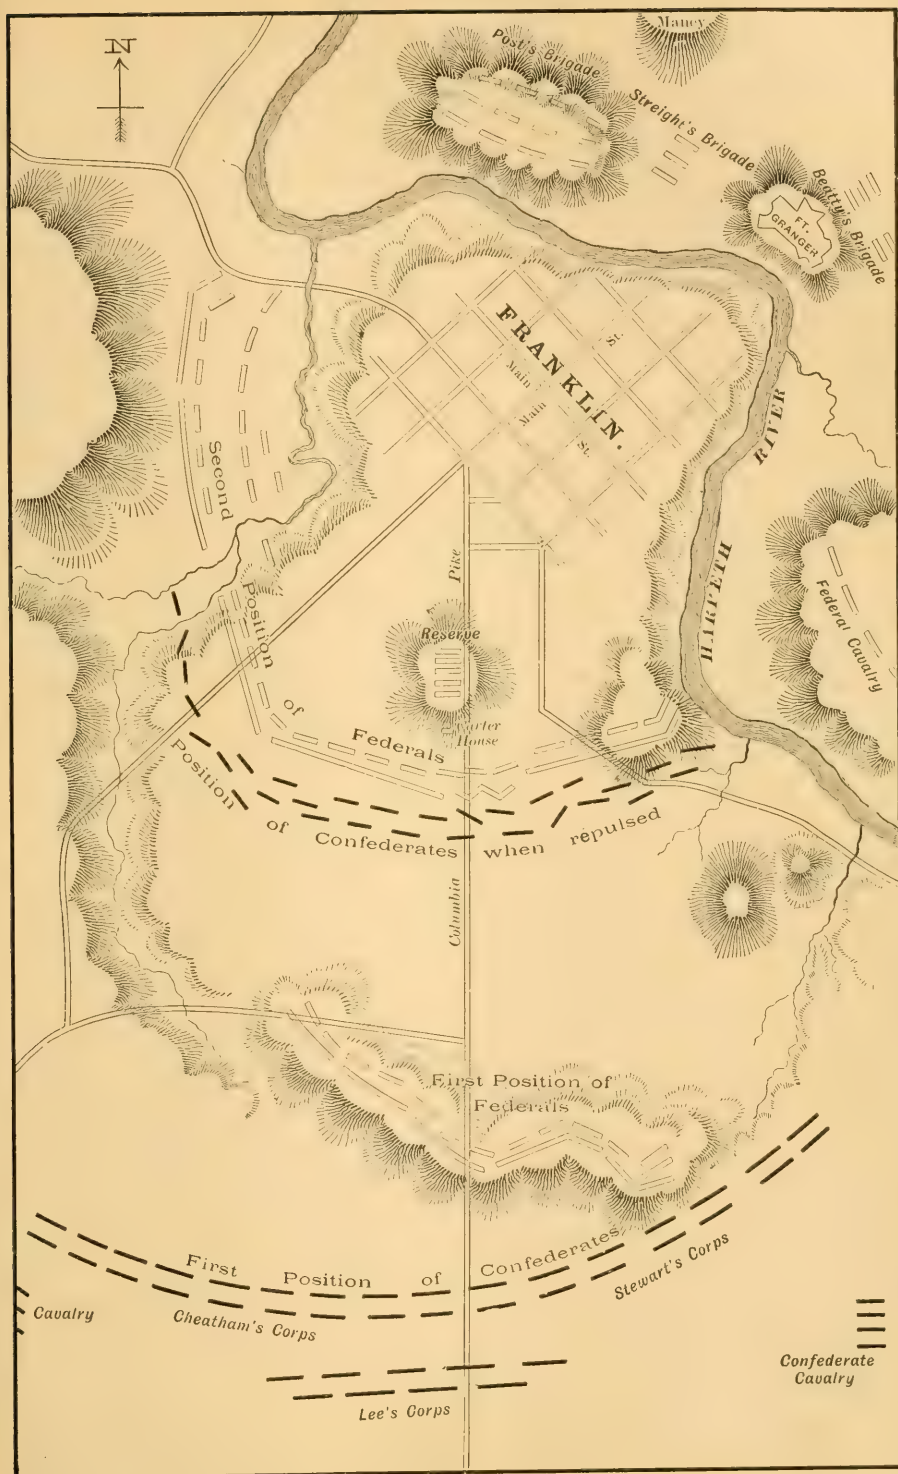 N
Maney
Post's Brigade
Streight's Brigade
Beatty's Brigade
FT.
GRANGER
FRANKLIN.
St.
Main
Main
St.
HARPETH RIVER
Second Position of Federals
Pike
Reserve
Carter
House
Federal Cavalry
Position of Confederates when repulsed
Columbia
First Position of
Federals
First Position of Confederates
Cheatham's Corps
Stewart's Corps
Cavalry
Confederate
Cavalry
Lee's Corps